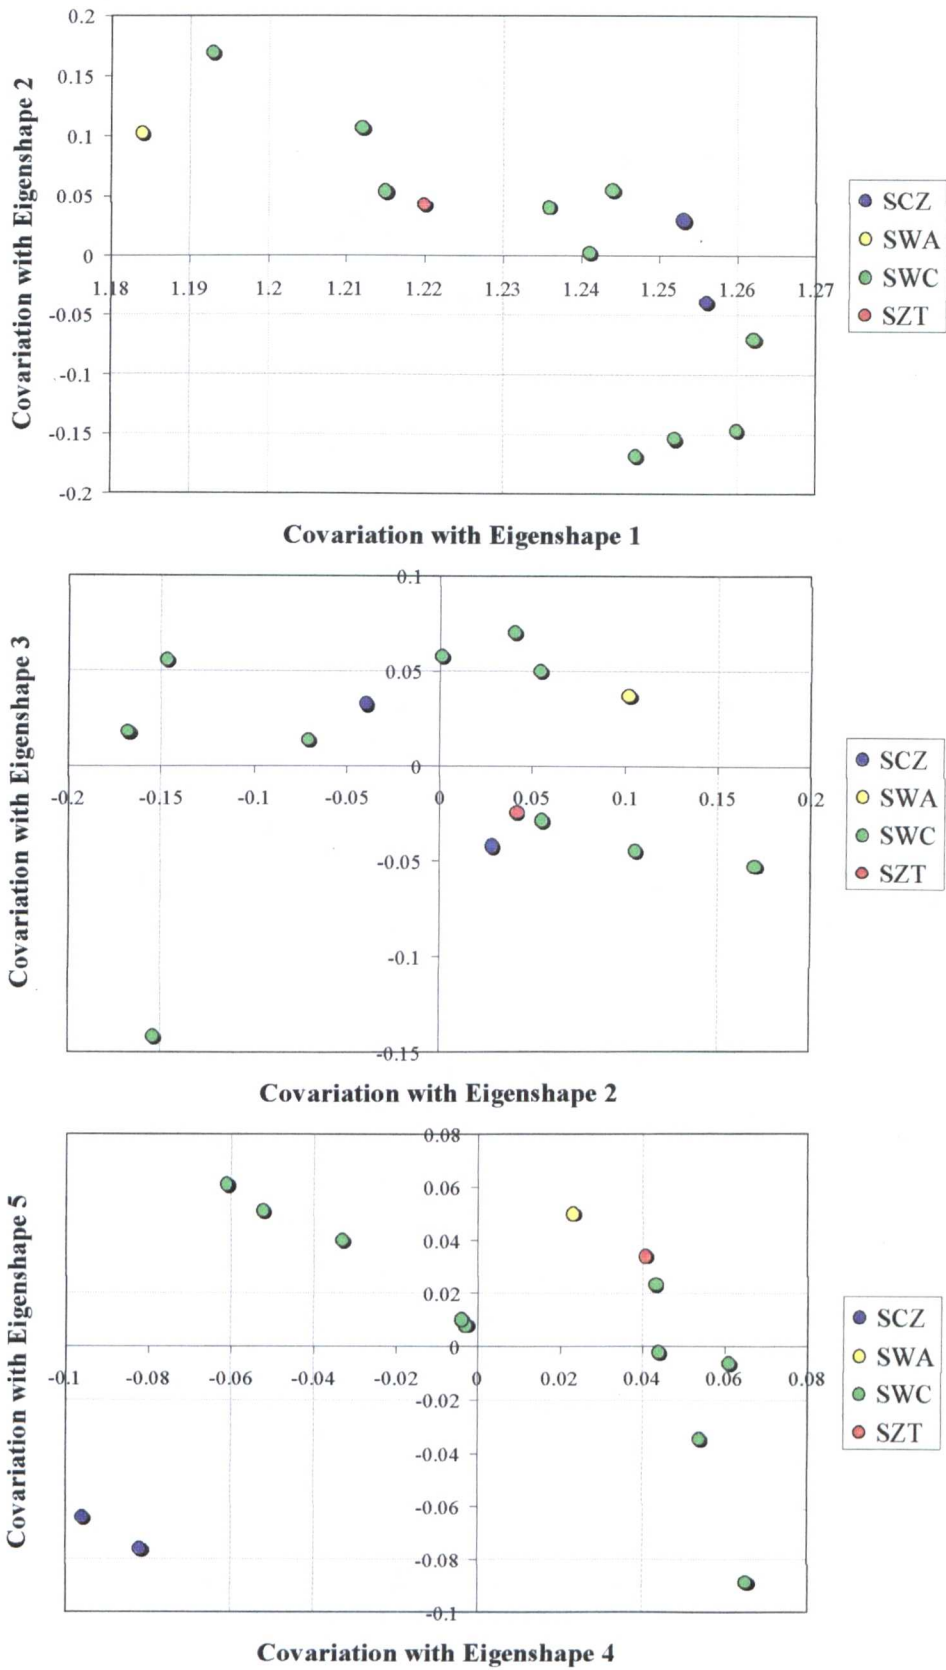 0.2
0.15
0.1
0.05
0
-0.05
-0.1
-0.15
-0.2
1.18 1.19 1.2 1.21 1.22 1.23 1.24 1.25 1.26 1.27
Covariation with Eigenshape 2
Covariation with Eigenshape 1
SCZ
SWA
SWC
SZT
0.1
0.05
0
-0.05
-0.1
-0.15
-0.2 -0.15 -0.1 -0.05 0 0.05 0.1 0.15 0.2
Covariation with Eigenshape 3
Covariation with Eigenshape 2
SCZ
SWA
SWC
SZT
0.08
0.06
0.04
0.02
0
-0.02
-0.04
-0.06
-0.08
-0.1
-0.1 -0.08 -0.06 -0.04 -0.02 0 0.02 0.04 0.06 0.08
Covariation with Eigenshape 5
Covariation with Eigenshape 4
SCZ
SWA
SWC
SZT